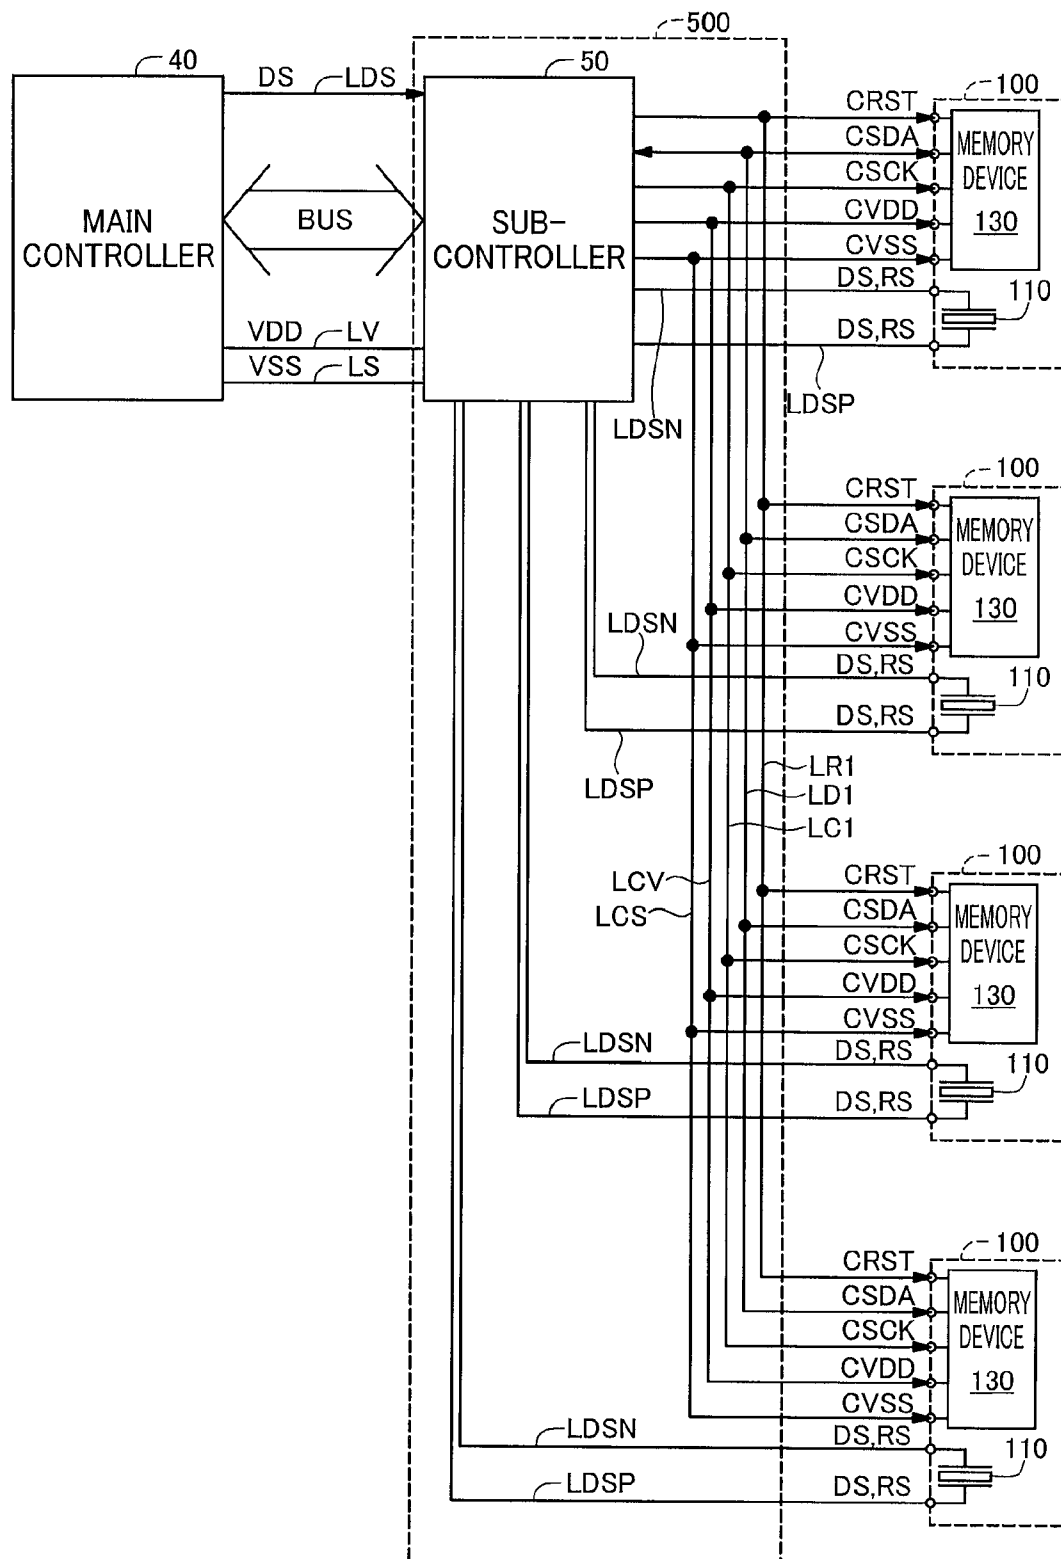 500
40
50
DS
LDS
100
CRST
CSDA
CSCK
CVDD
CVSS
DS,RS
DS,RS
MEMORY
DEVICE
130
110
MAIN
CONTROLLER
BUS
SUB-
CONTROLLER
VDD
LV
VSS
LS
LDSN
LDSP
100
CRST
CSDA
CSCK
CVDD
CVSS
DS,RS
DS,RS
MEMORY
DEVICE
130
110
LDSN
LDSP
LR1
LD1
LC1
LCV
LCS
100
CRST
CSDA
CSCK
CVDD
CVSS
DS,RS
DS,RS
MEMORY
DEVICE
130
110
LDSN
LDSP
100
CRST
CSDA
CSCK
CVDD
CVSS
DS,RS
DS,RS
MEMORY
DEVICE
130
110
LDSN
LDSP